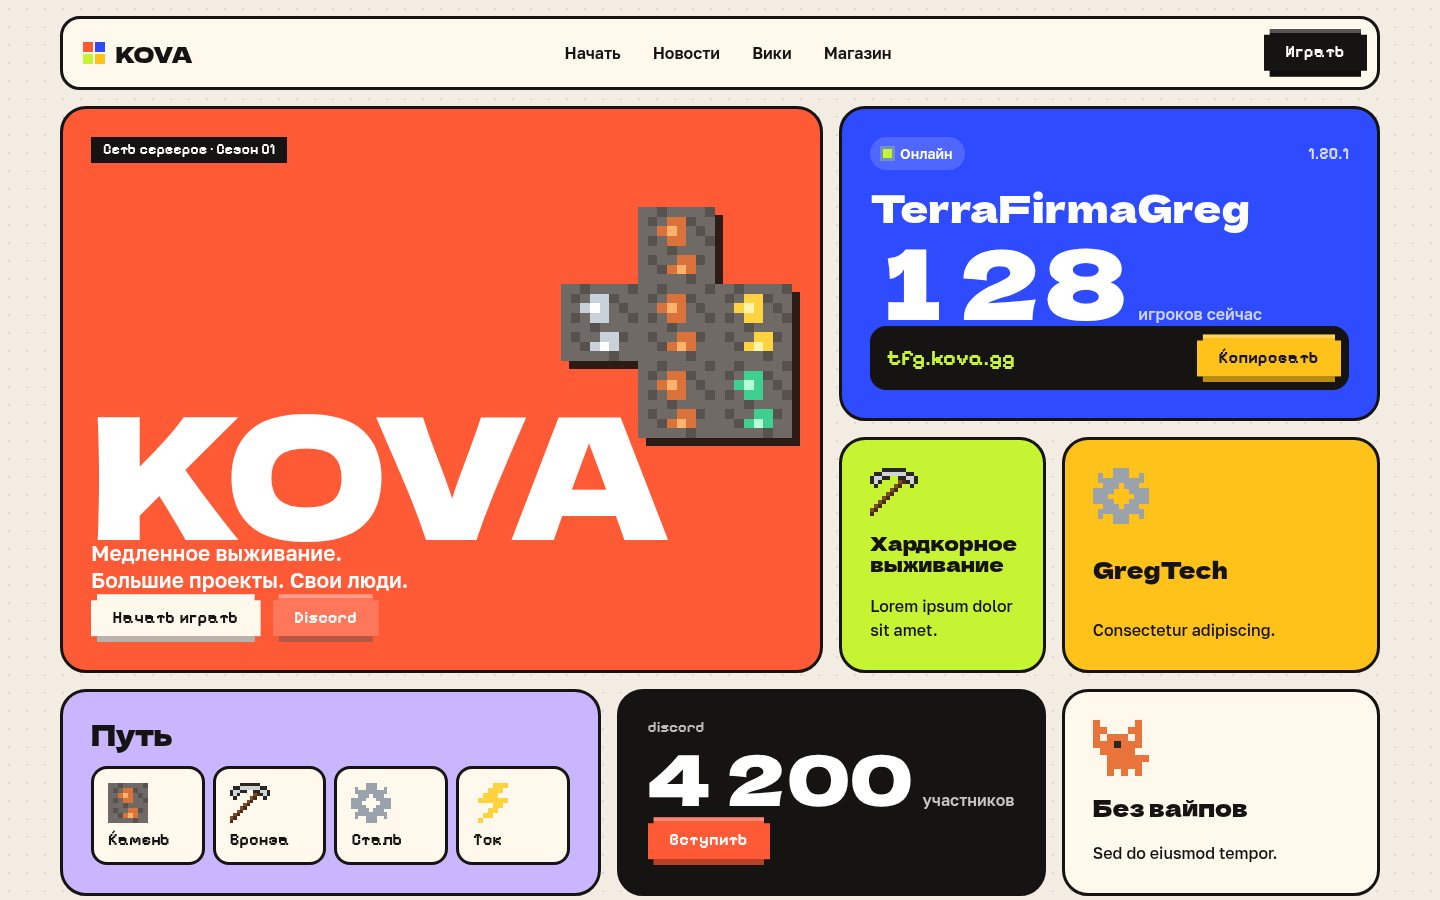 KOVA
Начать
Новости
Вики
Магазин
Играть
Сеть серверов · Сезон 01
KOVA
Медленное выживание.
Большие проекты. Свои люди.
Начать играть
Discord
Онлайн
1.20.1
TerraFirmaGreg
128 игроков сейчас
tfg.kova.gg
Копировать
Хардкорное
выживание
Lorem ipsum dolor
sit amet.
GregTech
Consectetur adipiscing.
Путь
Камень
Бронза
Сталь
Ток
discord
4 200 участников
Вступить
Без вайпов
Sed do eiusmod tempor.